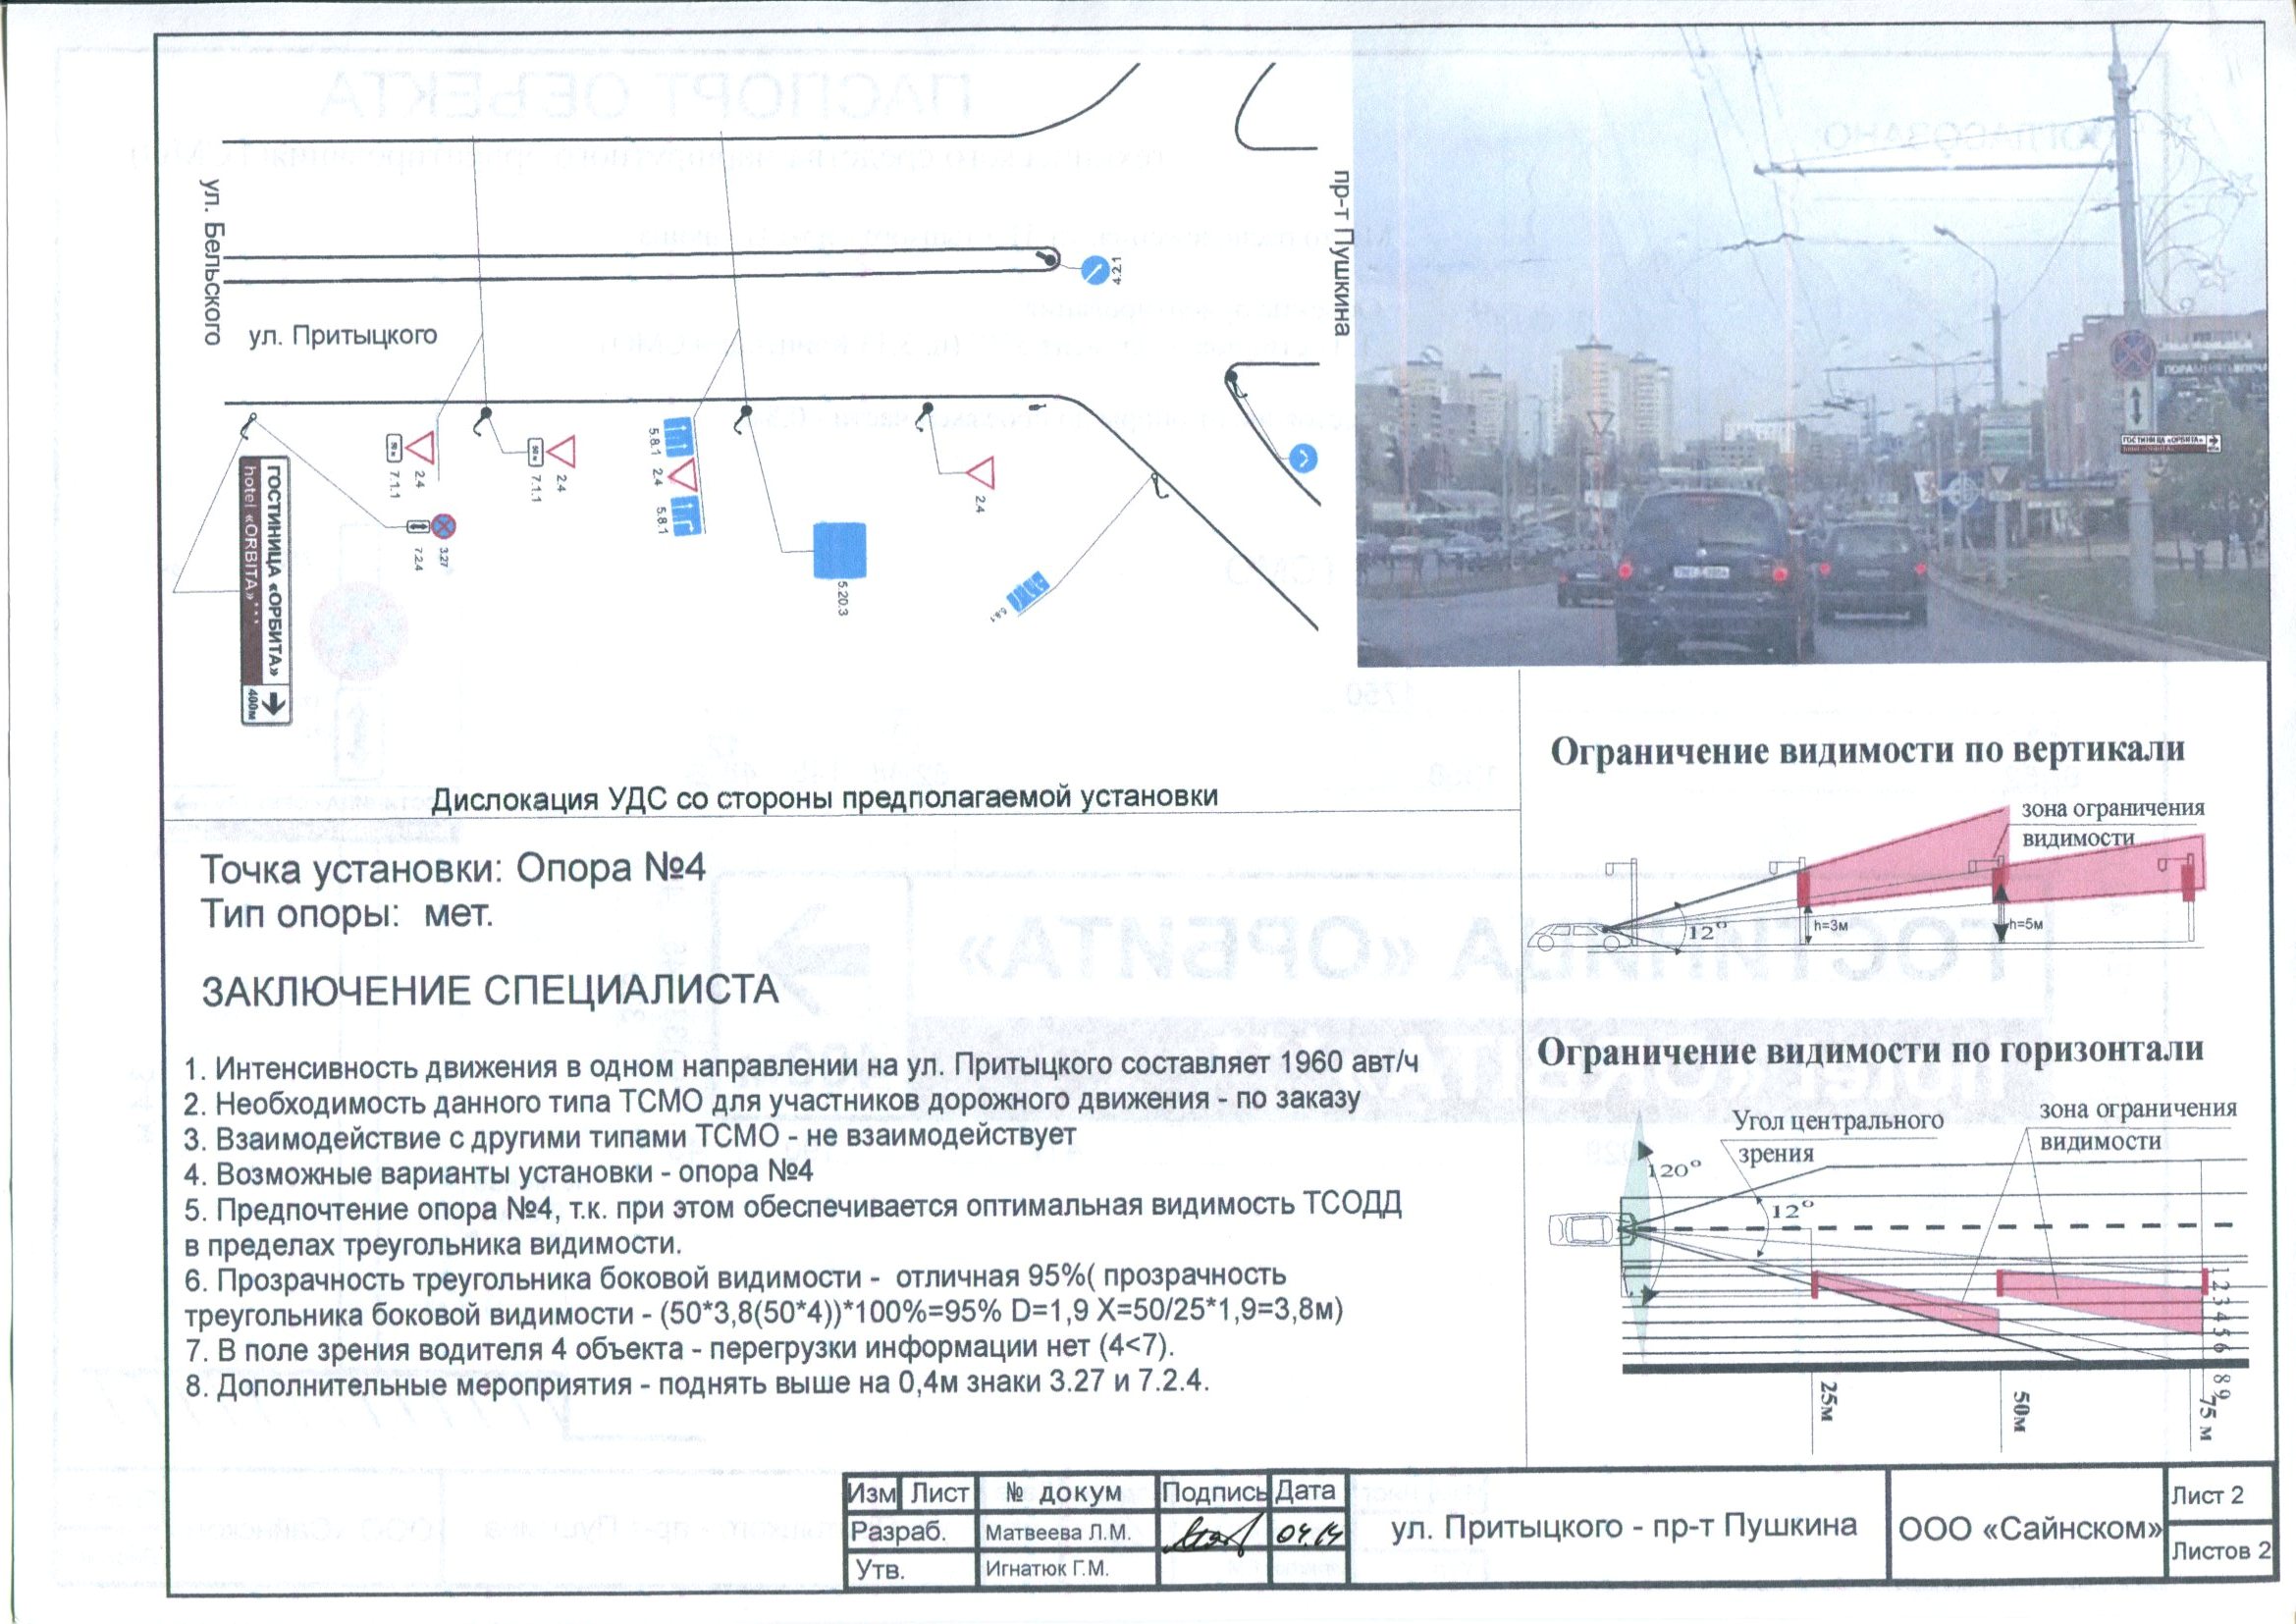 ул. Бельского
ул. Притыцкого
пр-т Пушкина
4.2.1
ГОСТИНИЦА «ОРБИТА»
hotel «ORBITA»***
400м
7.1.1
2.4
7.2.4
3.27
7.1.1
2.4
5.8.1
2.4
5.8.1
5.20.3
2.4
ГОСТИНИЦА «ОРБИТА»
Дислокация УДС со стороны предполагаемой установки
Точка установки: Опора №4
Тип опоры: мет.
ЗАКЛЮЧЕНИЕ СПЕЦИАЛИСТА
1. Интенсивность движения в одном направлении на ул. Притыцкого составляет 1960 авт/ч
2. Необходимость данного типа ТСМО для участников дорожного движения - по заказу
3. Взаимодействие с другими типами ТСМО - не взаимодействует
4. Возможные варианты установки - опора №4
5. Предпочтение опора №4, т.к. при этом обеспечивается оптимальная видимость ТСОДД
в пределах треугольника видимости.
6. Прозрачность треугольника боковой видимости - отличная 95%( прозрачность
треугольника боковой видимости - (50*3,8(50*4))*100%=95% D=1,9 X=50/25*1,9=3,8м)
7. В поле зрения водителя 4 объекта - перегрузки информации нет (4<7).
8. Дополнительные мероприятия - поднять выше на 0,4м знаки 3.27 и 7.2.4.
Ограничение видимости по вертикали
зона ограничения
видимости
12°
h=3м
h=5м
Ограничение видимости по горизонтали
Угол центрального
зрения
зона ограничения
видимости
120°
12°
1 2 3 4 5 6
8 9
25м
50м
75 м
Изм Лист № докум Подпись Дата
Разраб. Матвеева Л.М. 04.14
Утв. Игнатюк Г.М.
ул. Притыцкого - пр-т Пушкина
ООО «Сайнском»
Лист 2
Листов 2